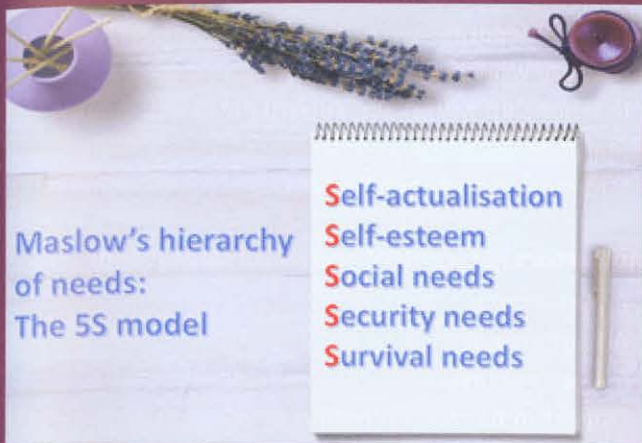 Maslow's hierarchy
of needs:
The 5S model
Self-actualisation
Self-esteem
Social needs
Security needs
Survival needs